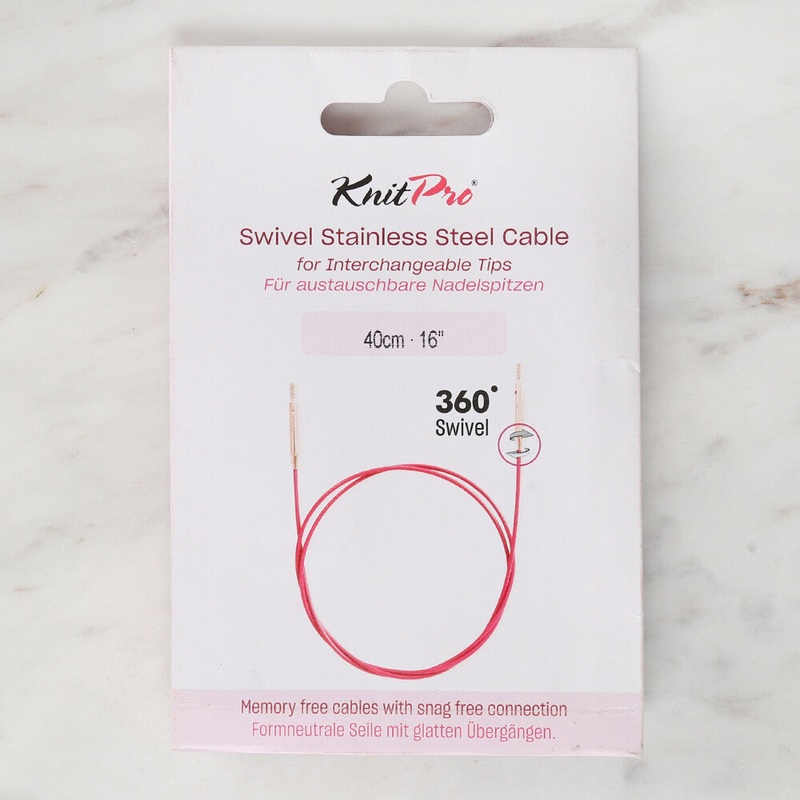 KnitPro®
Swivel Stainless Steel Cable
for Interchangeable Tips
Für austauschbare Nadelspitzen
40cm · 16"
360°
Swivel
Memory free cables with snag free connection
Formneutrale Seile mit glatten Übergängen.